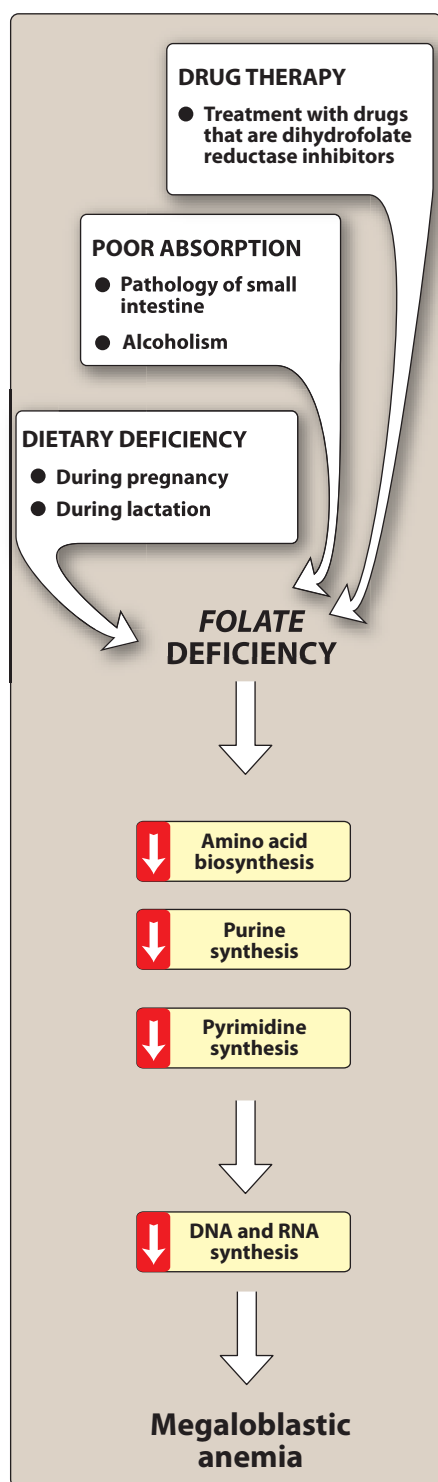 DRUG THERAPY
● Treatment with drugs
that are dihydrofolate
reductase inhibitors
POOR ABSORPTION
● Pathology of small
intestine
● Alcoholism
DIETARY DEFICIENCY
● During pregnancy
● During lactation
FOLATE
DEFICIENCY
Amino acid
biosynthesis
Purine
synthesis
Pyrimidine
synthesis
DNA and RNA
synthesis
Megaloblastic
anemia